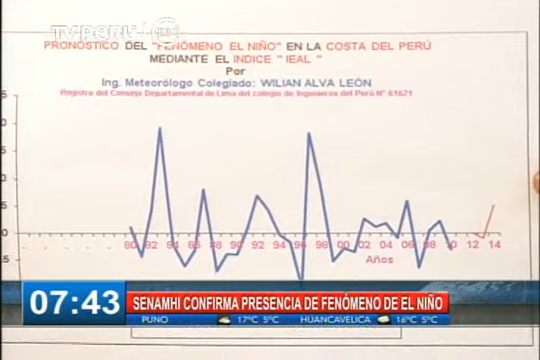 TVPERÚ
PRONÓSTICO DEL "FENÓMENO EL NIÑO" EN LA COSTA DEL PERÚ
MEDIANTE EL INDICE " IEAL "
Por
Ing. Meteorólogo Colegiado: WILIAN ALVA LEÓN
Registro del Consejo Departamental de Lima del colegio de Ingenieros del Perú N° 61621
80 82 84 86 88 90 92 94 96 98 00 02 04 06 08 10 12 14
Años
07:43
SENAMHI CONFIRMA PRESENCIA DE FENÓMENO DE EL NIÑO
PUNO 17°C 5°C HUANCAVELICA 16°C 5°C